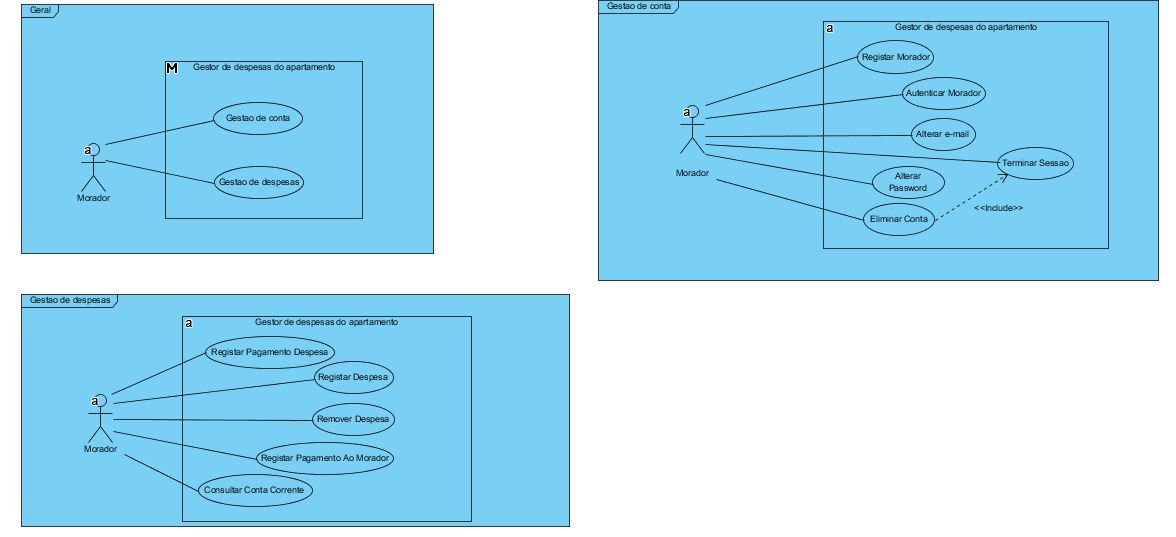 Geral
M
Gestor de despesas do apartamento
Gestao de conta
Gestao de despesas
a
Morador
Gestao de conta
a
Gestor de despesas do apartamento
Registar Morador
Autenticar Morador
Alterar e-mail
Terminar Sessao
Alterar
Password
<<Include>>
Eliminar Conta
a
Morador
Gestao de despesas
a
Gestor de despesas do apartamento
Registar Pagamento Despesa
Registar Despesa
Remover Despesa
Registar Pagamento Ao Morador
Consultar Conta Corrente
a
Morador